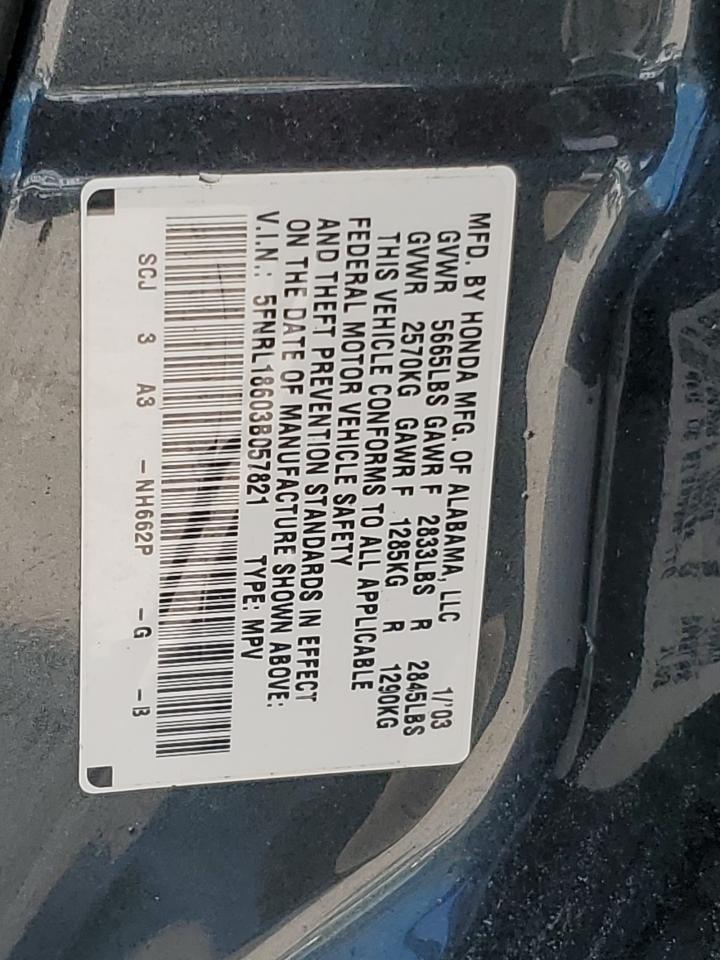 MFD. BY HONDA MFG. OF ALABAMA, LLC 1/'03
GVWR 5665LBS GAWR F 2833LBS R 2845LBS
GVWR 2570KG GAWR F 1285KG R 1290KG
THIS VEHICLE CONFORMS TO ALL APPLICABLE
FEDERAL MOTOR VEHICLE SAFETY
AND THEFT PREVENTION STANDARDS IN EFFECT
ON THE DATE OF MANUFACTURE SHOWN ABOVE:
V.I.N.: 5FNRL18603B057821 TYPE: MPV
SCJ 3 A3 -NH662P -G -B